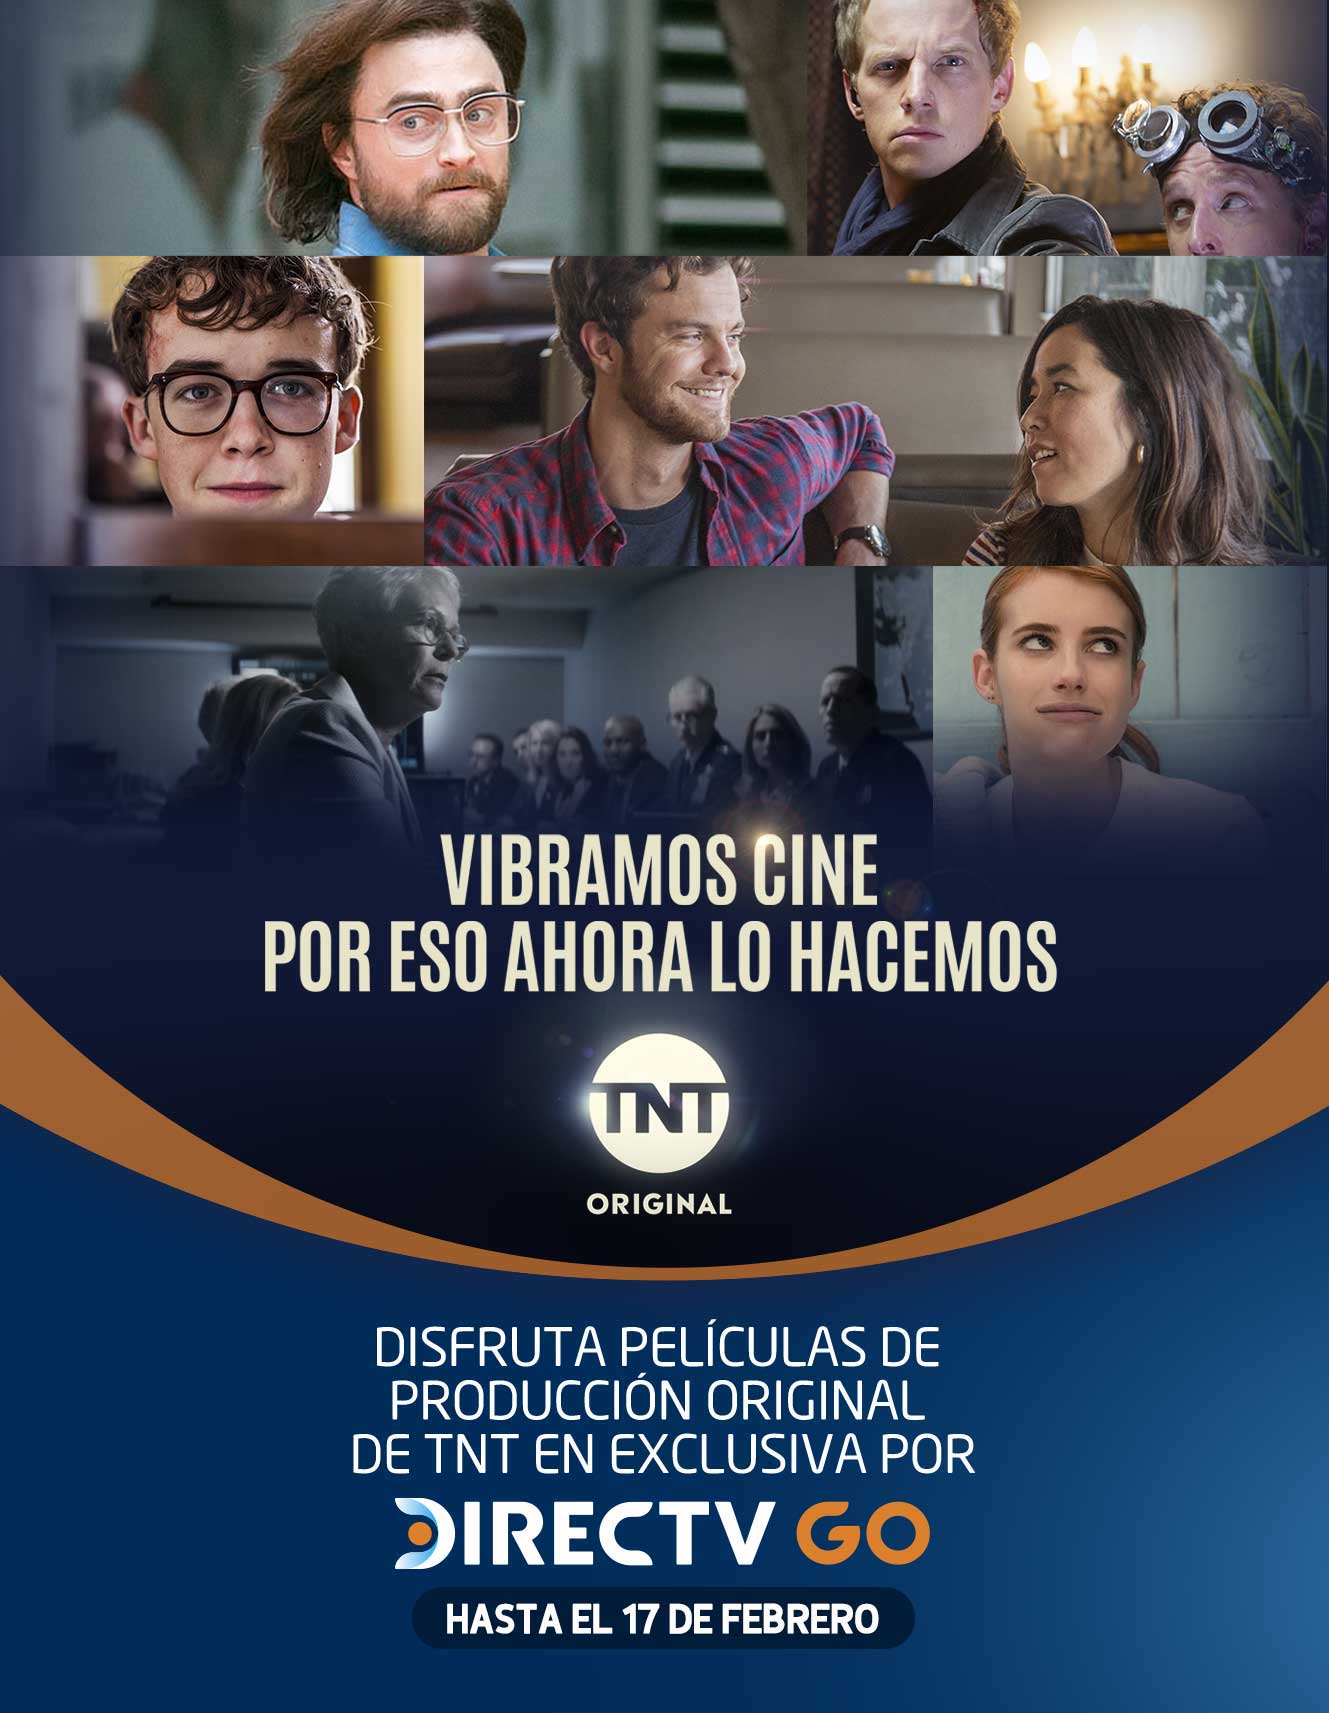 VIBRAMOS CINE
POR ESO AHORA LO HACEMOS
TNT
ORIGINAL
DISFRUTA PELÍCULAS DE
PRODUCCIÓN ORIGINAL
DE TNT EN EXCLUSIVA POR
DIRECTV GO
HASTA EL 17 DE FEBRERO